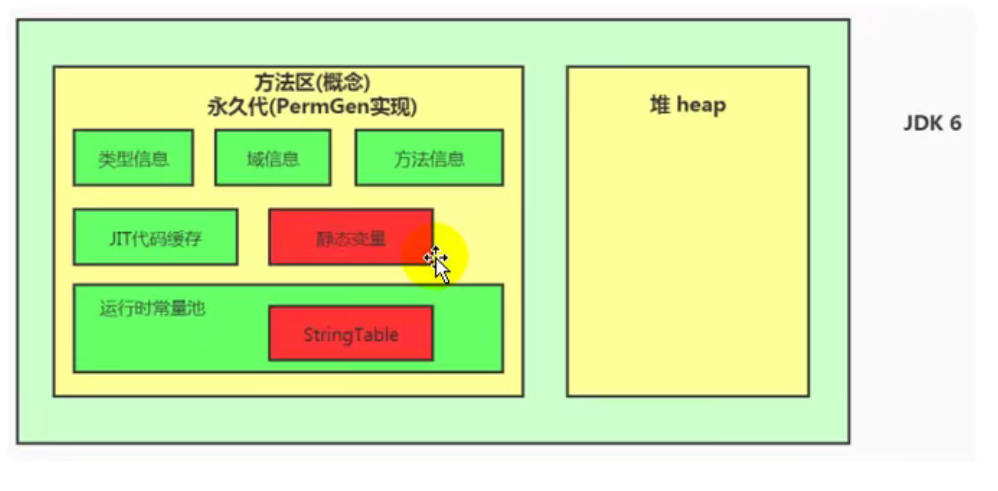 方法区(概念)
永久代(PermGen实现)
堆 heap
JDK 6
类型信息
域信息
方法信息
JIT代码缓存
静态变量
运行时常量池
StringTable